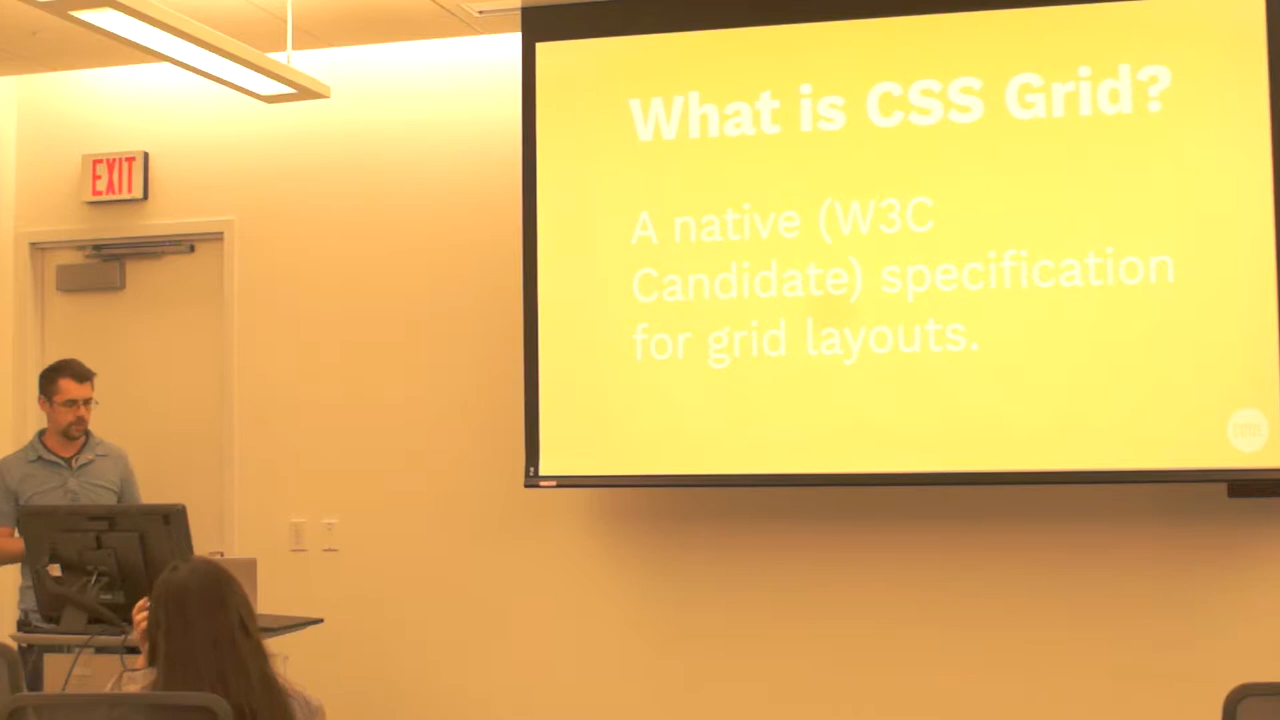 EXIT
What is CSS Grid?
A native (W3C
Candidate) specification
for grid layouts.